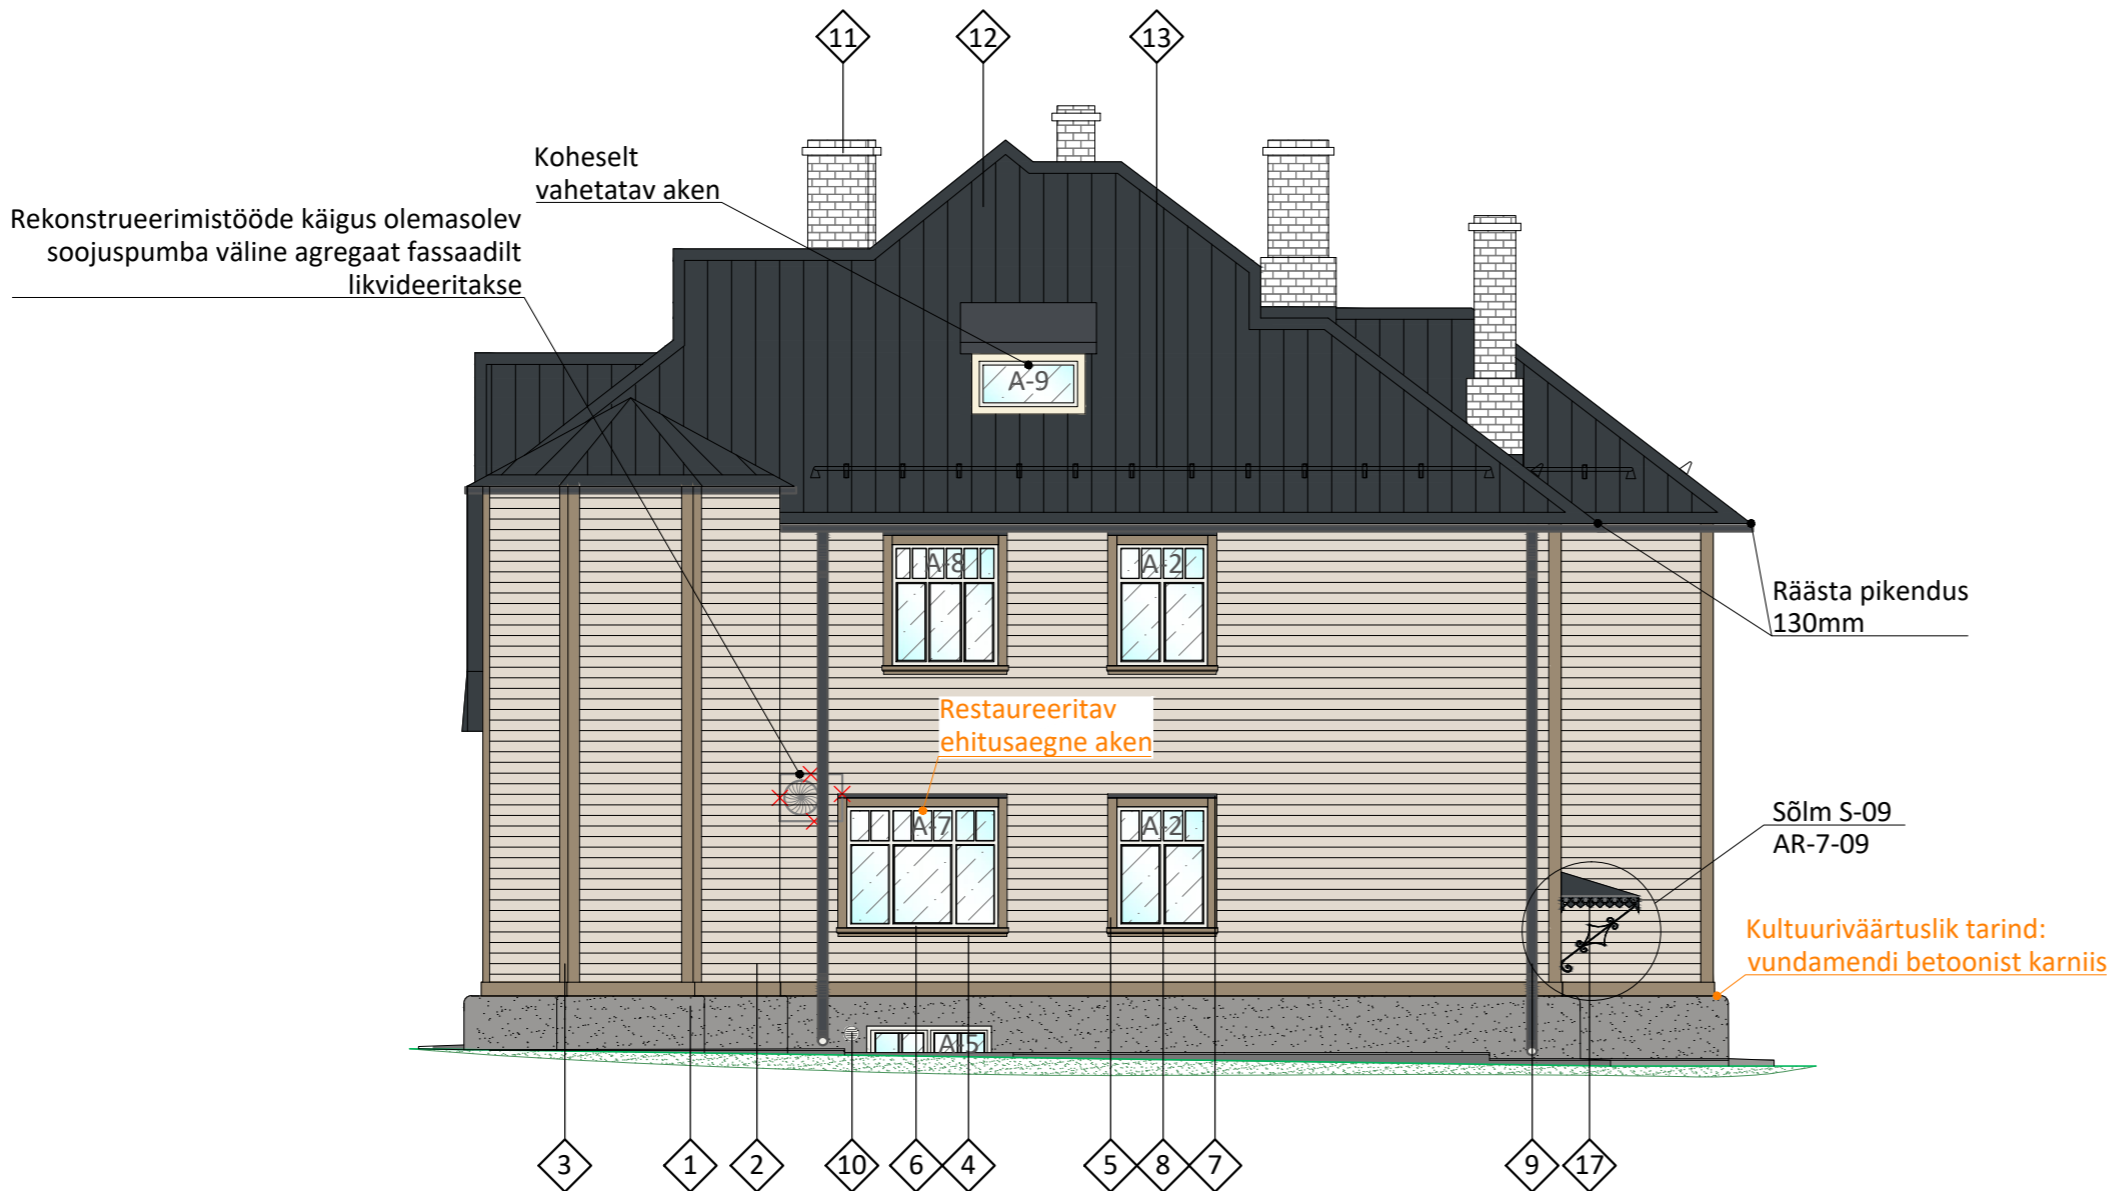 11
12
13
Koheselt
vahetatav aken
Rekonstrueerimistööde käigus olemasolev
soojuspumba väline agregaat fassaadilt
likvideeritakse
A-9
A-8
A-2
Räästa pikendus
130mm
Restaureeritav
ehitusaegne aken
A-7
A-2
Sõlm S-09
AR-7-09
Kultuuriväärtuslik tarind:
vundamendi betoonist karniis
A-5
3
1
2
10
6
4
5
8
7
9
17